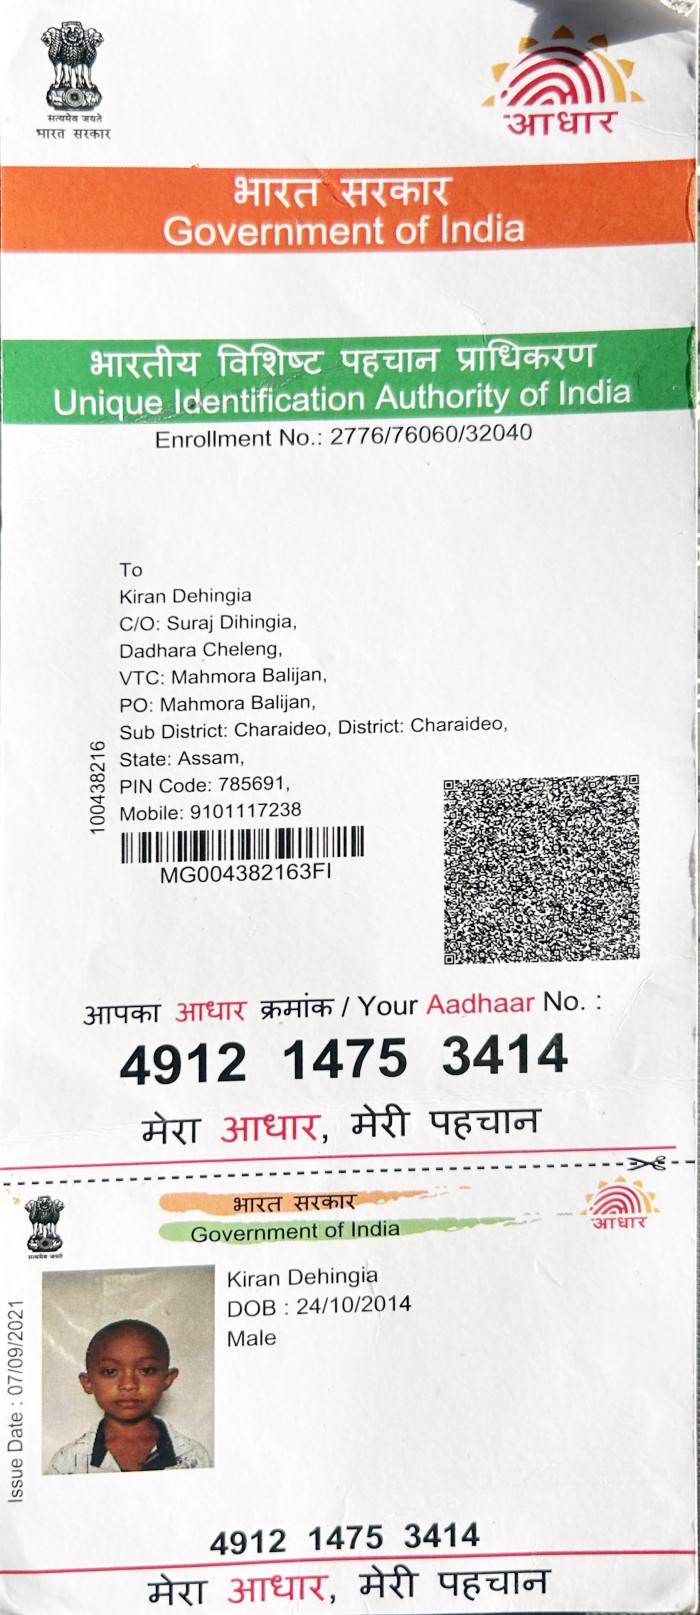 सत्यमेव जयते
भारत सरकार
आधार
भारत सरकार
Government of India
भारतीय विशिष्ट पहचान प्राधिकरण
Unique Identification Authority of India
Enrollment No.: 2776/76060/32040
To
Kiran Dehingia
C/O: Suraj Dihingia,
Dadhara Cheleng,
VTC: Mahmora Balijan,
PO: Mahmora Balijan,
Sub District: Charaideo, District: Charaideo,
State: Assam,
PIN Code: 785691,
Mobile: 9101117238
100438216
MG004382163FI
आपका आधार क्रमांक / Your Aadhaar No. :
4912 1475 3414
मेरा आधार, मेरी पहचान
सत्यमेव जयते
भारत सरकार
Government of India
आधार
Kiran Dehingia
DOB : 24/10/2014
Male
Issue Date : 07/09/2021
4912 1475 3414
मेरा आधार, मेरी पहचान